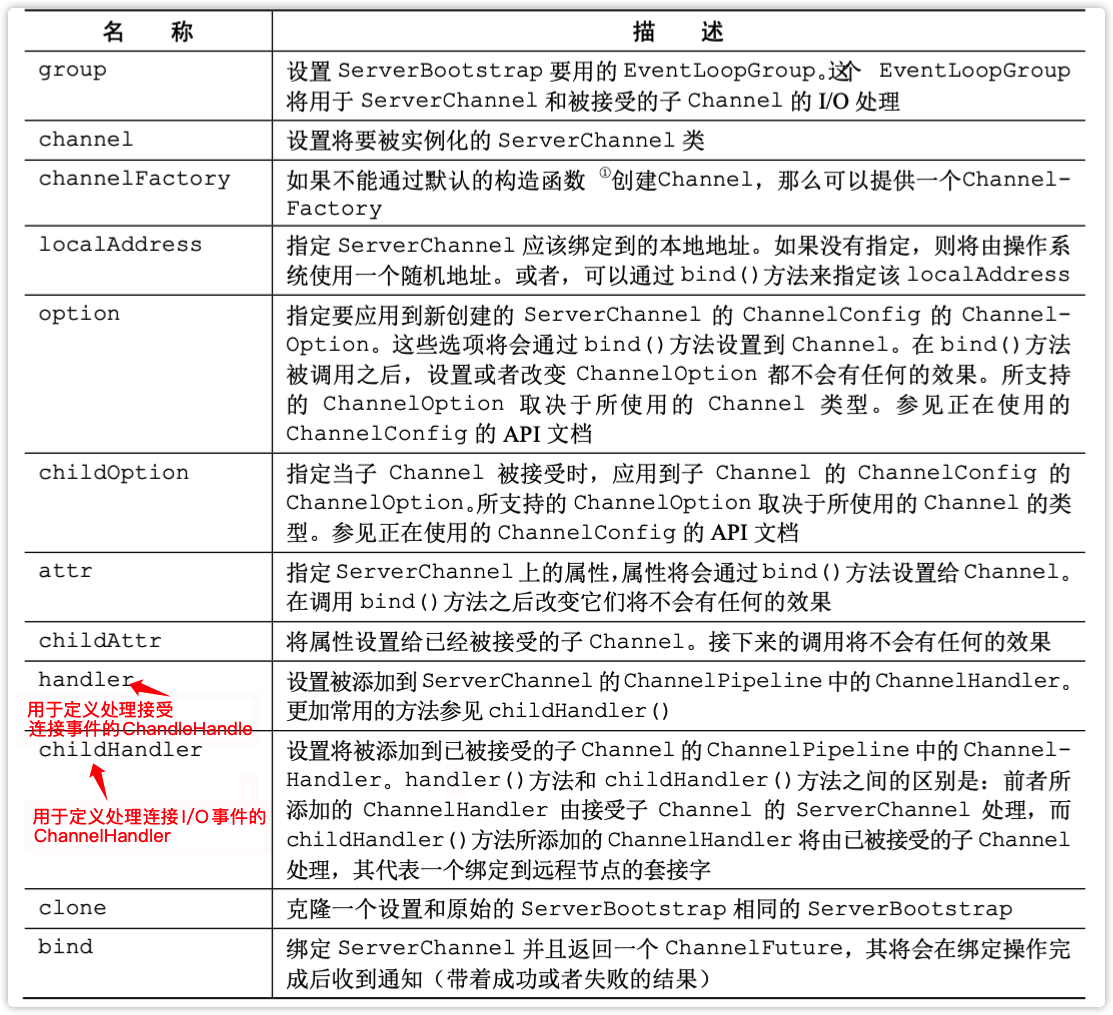 名 称 描 述
group 设置 ServerBootstrap 要用的 EventLoopGroup。这个 EventLoopGroup
将用于 ServerChannel 和被接受的子 Channel 的 I/O 处理
channel 设置将要被实例化的 ServerChannel 类
channelFactory 如果不能通过默认的构造函数 ①创建Channel，那么可以提供一个Channel-
Factory
localAddress 指定 ServerChannel 应该绑定到的本地地址。如果没有指定，则将由操作系
统使用一个随机地址。或者，可以通过 bind()方法来指定该 localAddress
option 指定要应用到新创建的 ServerChannel 的 ChannelConfig 的 Channel-
Option。这些选项将会通过 bind()方法设置到 Channel。在 bind()方法
被调用之后，设置或者改变 ChannelOption 都不会有任何的效果。所支持
的 ChannelOption 取决于所使用的 Channel 类型。参见正在使用的
ChannelConfig 的 API 文档
childOption 指定当子 Channel 被接受时，应用到子 Channel 的 ChannelConfig 的
ChannelOption。所支持的 ChannelOption 取决于所使用的 Channel 的类
型。参见正在使用的 ChannelConfig 的 API 文档
attr 指定 ServerChannel 上的属性，属性将会通过 bind()方法设置给 Channel。
在调用 bind()方法之后改变它们将不会有任何的效果
childAttr 将属性设置给已经被接受的子 Channel。接下来的调用将不会有任何的效果
handler 设置被添加到 ServerChannel 的 ChannelPipeline 中的 ChannelHandler。
更加常用的方法参见 childHandler()
用于定义处理接受
连接事件的ChandleHandle
childHandler 设置将被添加到已被接受的子 Channel 的 ChannelPipeline 中的 Channel-
Handler。handler()方法和 childHandler()方法之间的区别是：前者所
添加的 ChannelHandler 由接受子 Channel 的 ServerChannel 处理，而
childHandler()方法所添加的 ChannelHandler 将由已被接受的子 Channel
处理，其代表一个绑定到远程节点的套接字
用于定义处理连接I/O事件的
ChannelHandler
clone 克隆一个设置和原始的 ServerBootstrap 相同的 ServerBootstrap
bind 绑定 ServerChannel 并且返回一个 ChannelFuture，其将会在绑定操作完
成后收到通知（带着成功或者失败的结果）